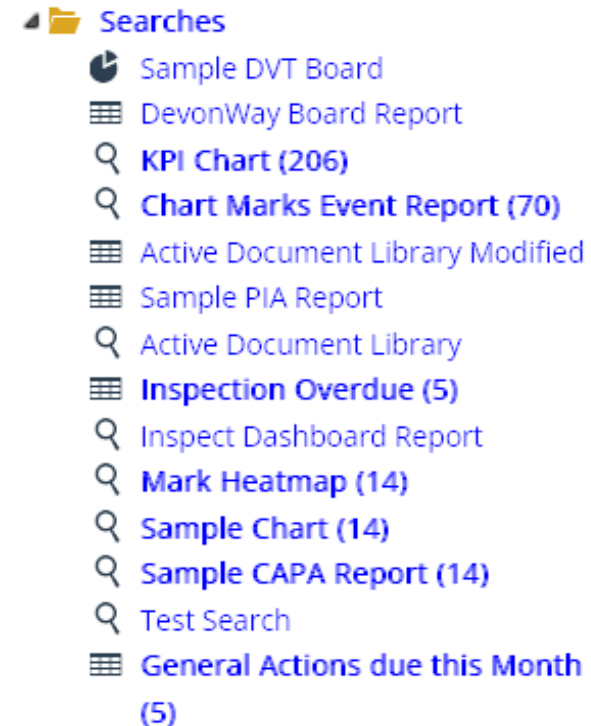 Searches
Sample DVT Board
DevonWay Board Report
KPI Chart (206)
Chart Marks Event Report (70)
Active Document Library Modified
Sample PIA Report
Active Document Library
Inspection Overdue (5)
Inspect Dashboard Report
Mark Heatmap (14)
Sample Chart (14)
Sample CAPA Report (14)
Test Search
General Actions due this Month
(5)